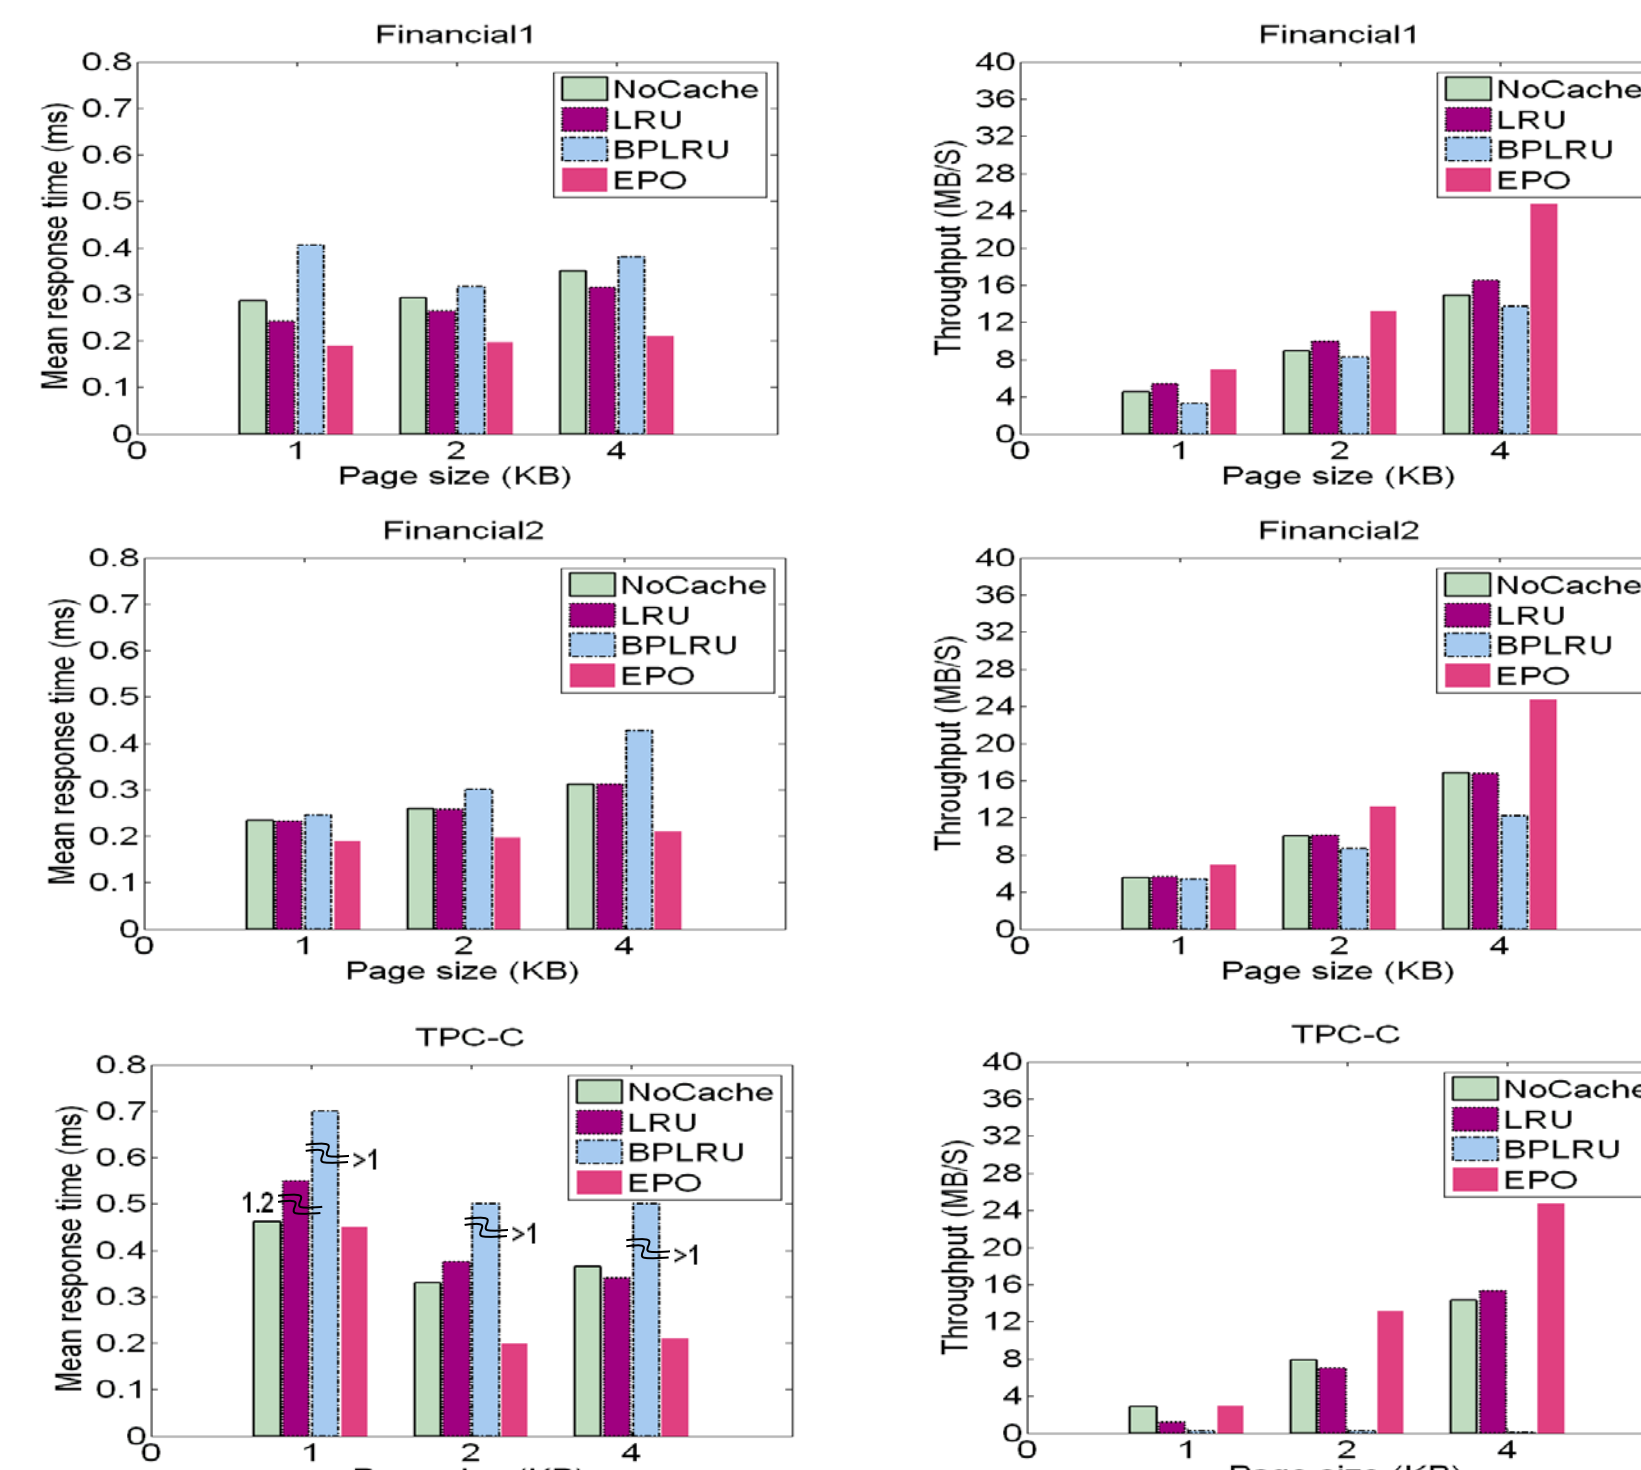 Financial1
0.8
0.7
0.6
0.5
0.4
0.3
0.2
0.1
0
Mean response time (ms)
NoCache
LRU
BPLRU
EPO
0 1 2 4
Page size (KB)
Financial1
40
36
32
28
24
20
16
12
8
4
0
Throughput (MB/S)
NoCache
LRU
BPLRU
EPO
0 1 2 4
Page size (KB)
Financial2
0.8
0.7
0.6
0.5
0.4
0.3
0.2
0.1
0
Mean response time (ms)
NoCache
LRU
BPLRU
EPO
0 1 2 4
Page size (KB)
Financial2
40
36
32
28
24
20
16
12
8
4
0
Throughput (MB/S)
NoCache
LRU
BPLRU
EPO
0 1 2 4
Page size (KB)
TPC-C
0.8
0.7
0.6
0.5
0.4
0.3
0.2
0.1
0
Mean response time (ms)
NoCache
LRU
BPLRU
EPO
>1
1.2
>1
>1
0 1 2 4
TPC-C
40
36
32
28
24
20
16
12
8
4
0
Throughput (MB/S)
NoCache
LRU
BPLRU
EPO
0 1 2 4
Page size (KB)